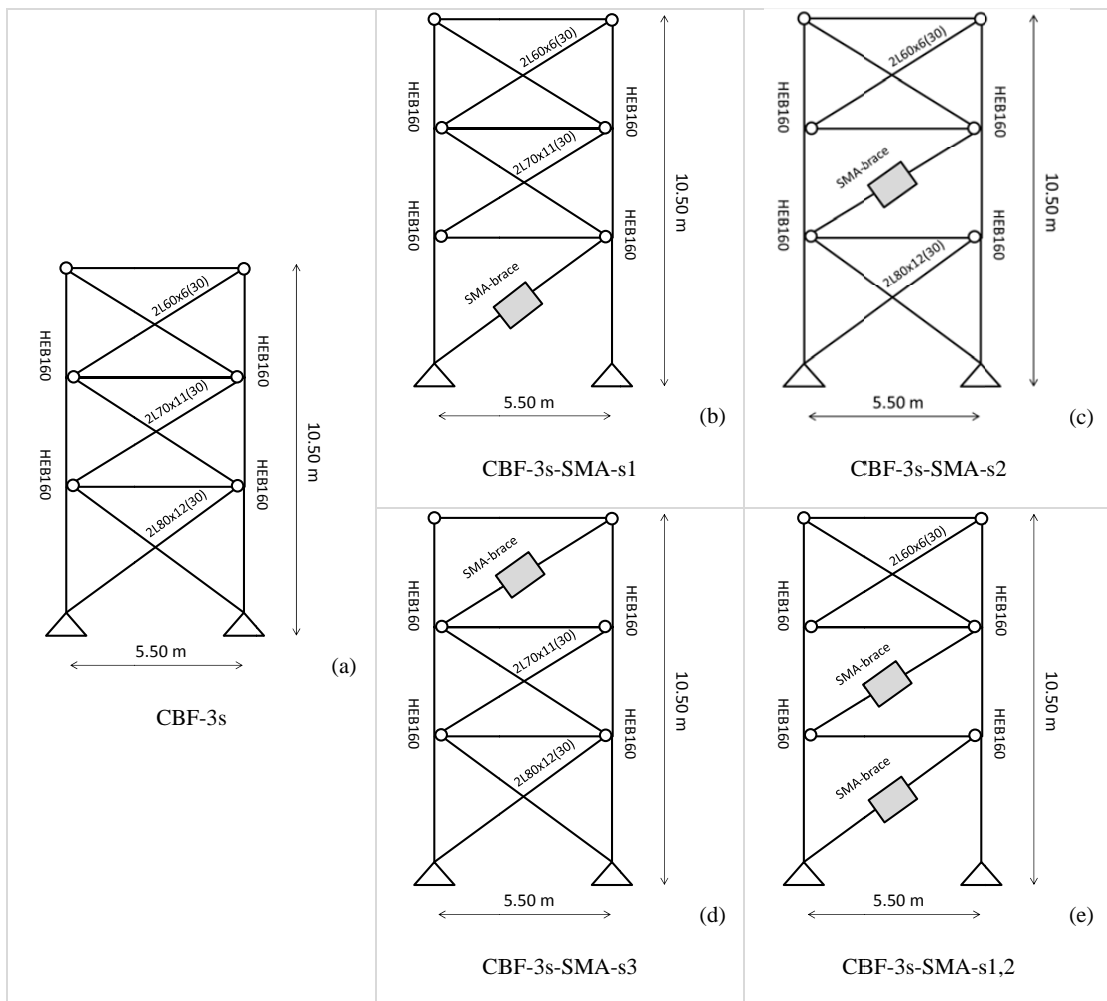 2L60x6(30)
HEB160
HEB160
2L70x11(30)
HEB160
HEB160
2L80x12(30)
10.50 m
5.50 m
(a)
CBF-3s
2L60x6(30)
HEB160
HEB160
2L70x11(30)
HEB160
HEB160
SMA-brace
10.50 m
5.50 m
(b)
CBF-3s-SMA-s1
2L60x6(30)
HEB160
HEB160
SMA-brace
HEB160
HEB160
2L80x12(30)
10.50 m
5.50 m
(c)
CBF-3s-SMA-s2
SMA-brace
HEB160
HEB160
2L70x11(30)
HEB160
HEB160
2L80x12(30)
10.50 m
5.50 m
(d)
CBF-3s-SMA-s3
2L60x6(30)
HEB160
HEB160
SMA-brace
HEB160
HEB160
SMA-brace
10.50 m
5.50 m
(e)
CBF-3s-SMA-s1,2